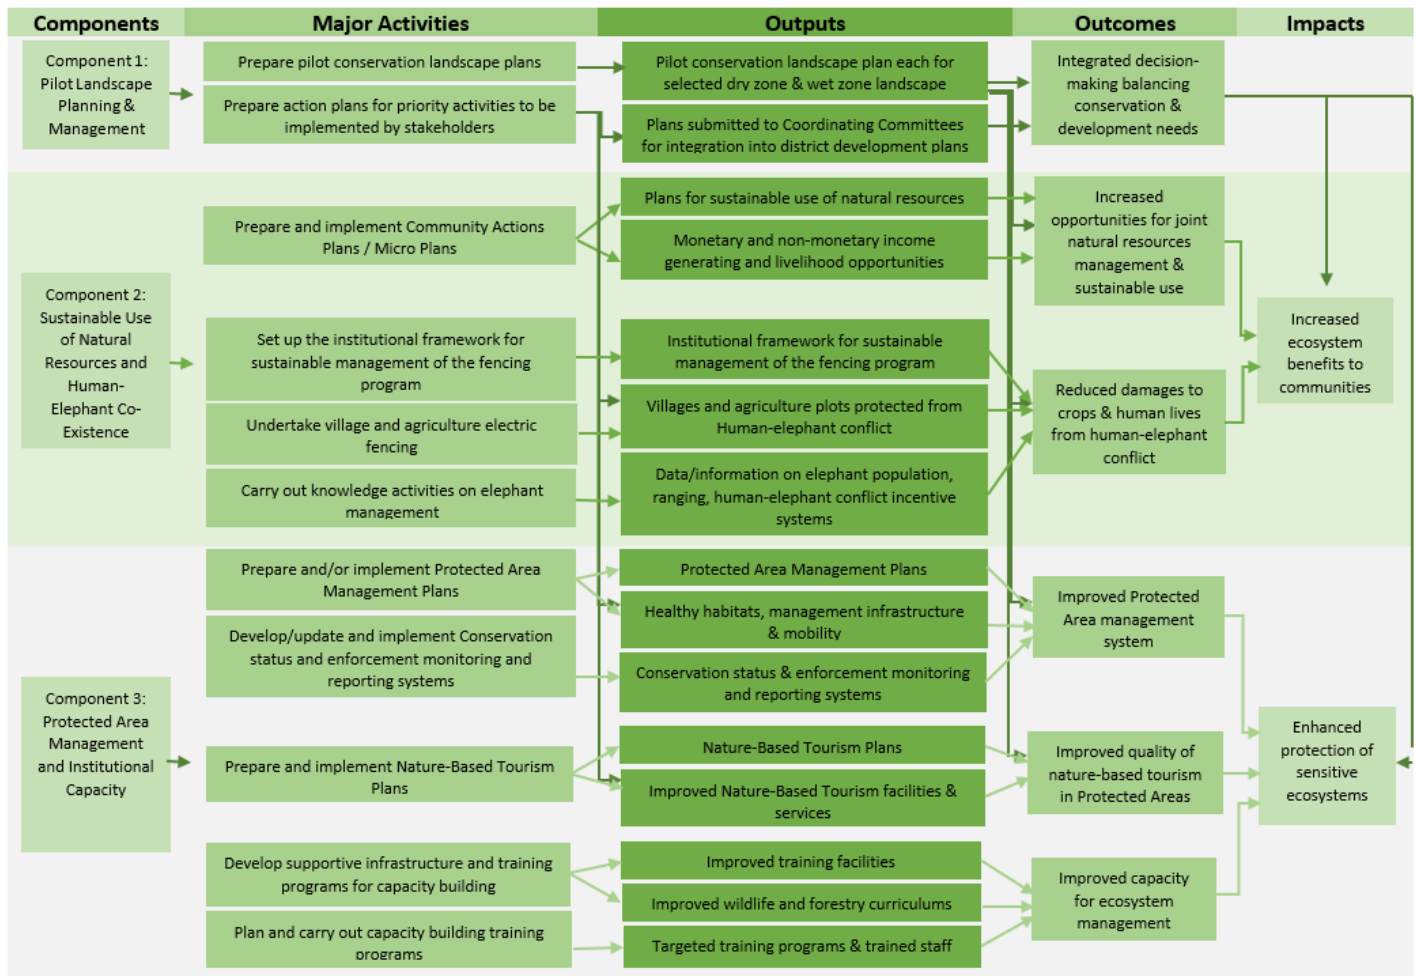 Components
Major Activities
Outputs
Outcomes
Impacts
Component 1:
Pilot Landscape
Planning &
Management
Prepare pilot conservation landscape plans
Prepare action plans for priority activities to be
implemented by stakeholders
Pilot conservation landscape plan each for
selected dry zone & wet zone landscape
Plans submitted to Coordinating Committees
for integration into district development plans
Integrated decision-
making balancing
conservation &
development needs
Component 2:
Sustainable Use
of Natural
Resources and
Human-
Elephant Co-
Existence
Prepare and implement Community Actions
Plans / Micro Plans
Set up the institutional framework for
sustainable management of the fencing
program
Undertake village and agriculture electric
fencing
Carry out knowledge activities on elephant
management
Plans for sustainable use of natural resources
Monetary and non-monetary income
generating and livelihood opportunities
Institutional framework for sustainable
management of the fencing program
Villages and agriculture plots protected from
Human-elephant conflict
Data/information on elephant population,
ranging, human-elephant conflict incentive
systems
Increased
opportunities for joint
natural resources
management &
sustainable use
Reduced damages to
crops & human lives
from human-elephant
conflict
Increased
ecosystem
benefits to
communities
Component 3:
Protected Area
Management
and Institutional
Capacity
Prepare and/or implement Protected Area
Management Plans
Develop/update and implement Conservation
status and enforcement monitoring and
reporting systems
Prepare and implement Nature-Based Tourism
Plans
Develop supportive infrastructure and training
programs for capacity building
Plan and carry out capacity building training
programs
Protected Area Management Plans
Healthy habitats, management infrastructure
& mobility
Conservation status & enforcement monitoring
and reporting systems
Nature-Based Tourism Plans
Improved Nature-Based Tourism facilities &
services
Improved training facilities
Improved wildlife and forestry curriculums
Targeted training programs & trained staff
Improved Protected
Area management
system
Improved quality of
nature-based tourism
in Protected Areas
Improved capacity
for ecosystem
management
Enhanced
protection of
sensitive
ecosystems